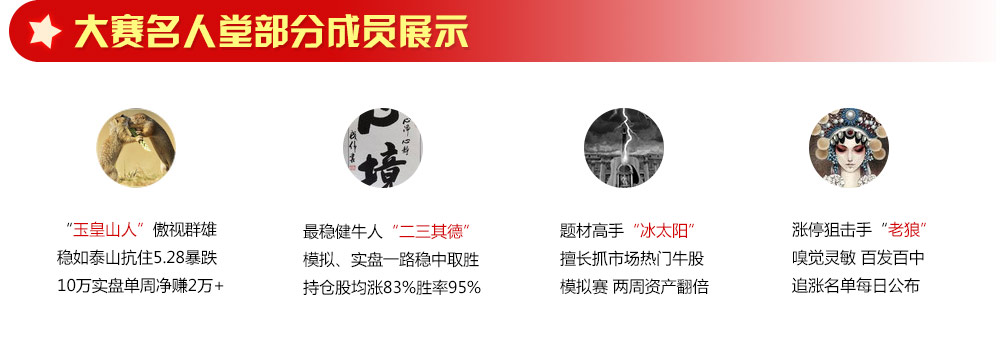 大赛名人堂部分成员展示
心境
心净心静
“玉皇山人”傲视群雄
稳如泰山抗住5.28暴跌
10万实盘单周净赚2万+
最稳健牛人“二三其德”
模拟、实盘一路稳中取胜
持仓股均涨83%胜率95%
题材高手“冰太阳”
擅长抓市场热门牛股
模拟赛 两周资产翻倍
涨停狙击手“老狼”
嗅觉灵敏 百发百中
追涨名单每日公布